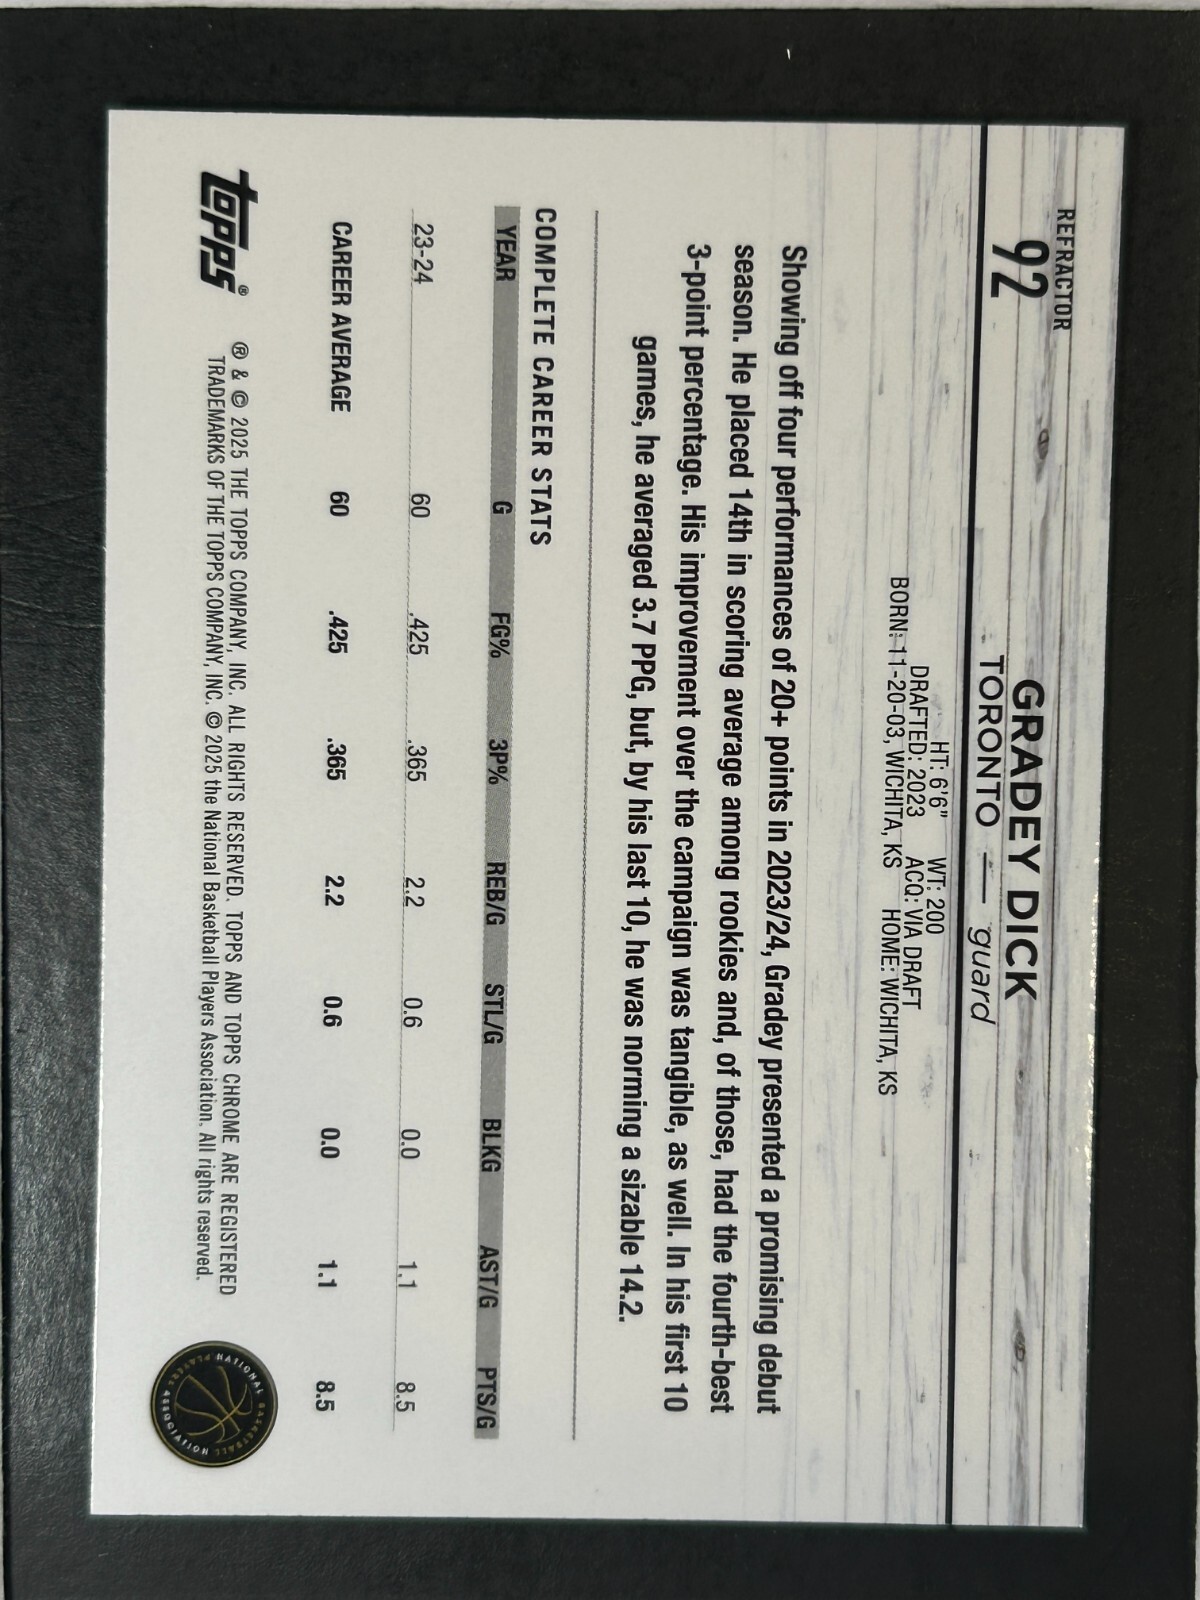 REFRACTOR
92
GRADEY DICK
TORONTO — guard
HT: 6'6" WT: 200
DRAFTED: 2023 ACQ: VIA DRAFT
BORN: 11-20-03, WICHITA, KS HOME: WICHITA, KS
Showing off four performances of 20+ points in 2023/24, Gradey presented a promising debut
season. He placed 14th in scoring average among rookies and, of those, had the fourth-best
3-point percentage. His improvement over the campaign was tangible, as well. In his first 10
games, he averaged 3.7 PPG, but, by his last 10, he was norming a sizable 14.2.
COMPLETE CAREER STATS
YEAR G FG% 3P% REB/G STL/G BLKG AST/G PTS/G
23-24 60 .425 .365 2.2 0.6 0.0 1.1 8.5
CAREER AVERAGE 60 .425 .365 2.2 0.6 0.0 1.1 8.5
topps®
® & © 2025 THE TOPPS COMPANY, INC. ALL RIGHTS RESERVED. TOPPS AND TOPPS CHROME ARE REGISTERED
TRADEMARKS OF THE TOPPS COMPANY, INC. © 2025 the National Basketball Players Association. All rights reserved.
NATIONAL BASKETBALL
PLAYERS ASSOCIATION